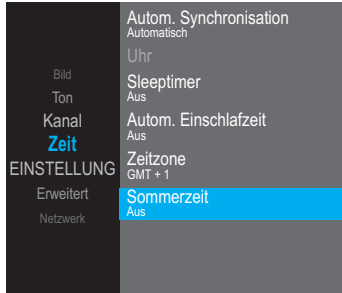 Bild
Ton
Kanal
Zeit
EINSTELLUNG
Erweitert
Netzwerk
Autom. Synchronisation
Automatisch
Uhr
Sleeptimer
Aus
Autom. Einschlafzeit
Aus
Zeitzone
GMT + 1
Sommerzeit
Aus